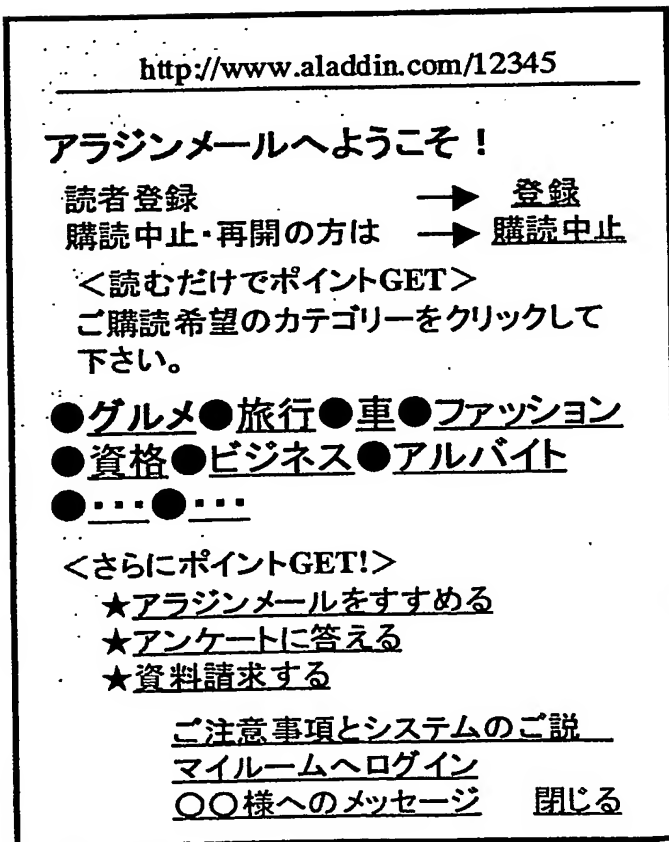 http://www.aladdin.com/12345
アラジンメールへようこそ！
読者登録 → 登録
購読中止・再開の方は → 購読中止
＜読むだけでポイントGET＞
ご購読希望のカテゴリーをクリックして
下さい。
●グルメ●旅行●車●ファッション
●資格●ビジネス●アルバイト
●・・・●・・・
＜さらにポイントGET!＞
★アラジンメールをすすめる
★アンケートに答える
★資料請求する
ご注意事項とシステムのご説
マイルームへログイン
〇〇様へのメッセージ 閉じる